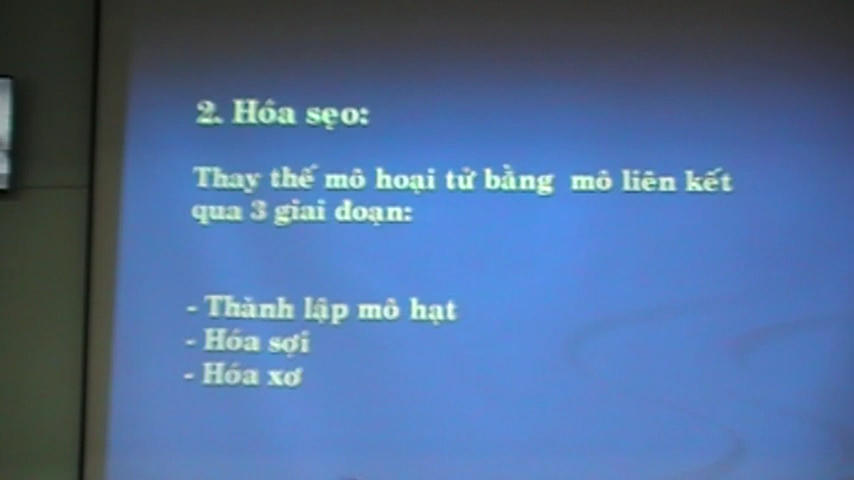 2. Hóa sẹo:
Thay thế mô hoại tử bằng mô liên kết
qua 3 giai đoạn:
- Thành lập mô hạt
- Hóa sợi
- Hóa xơ